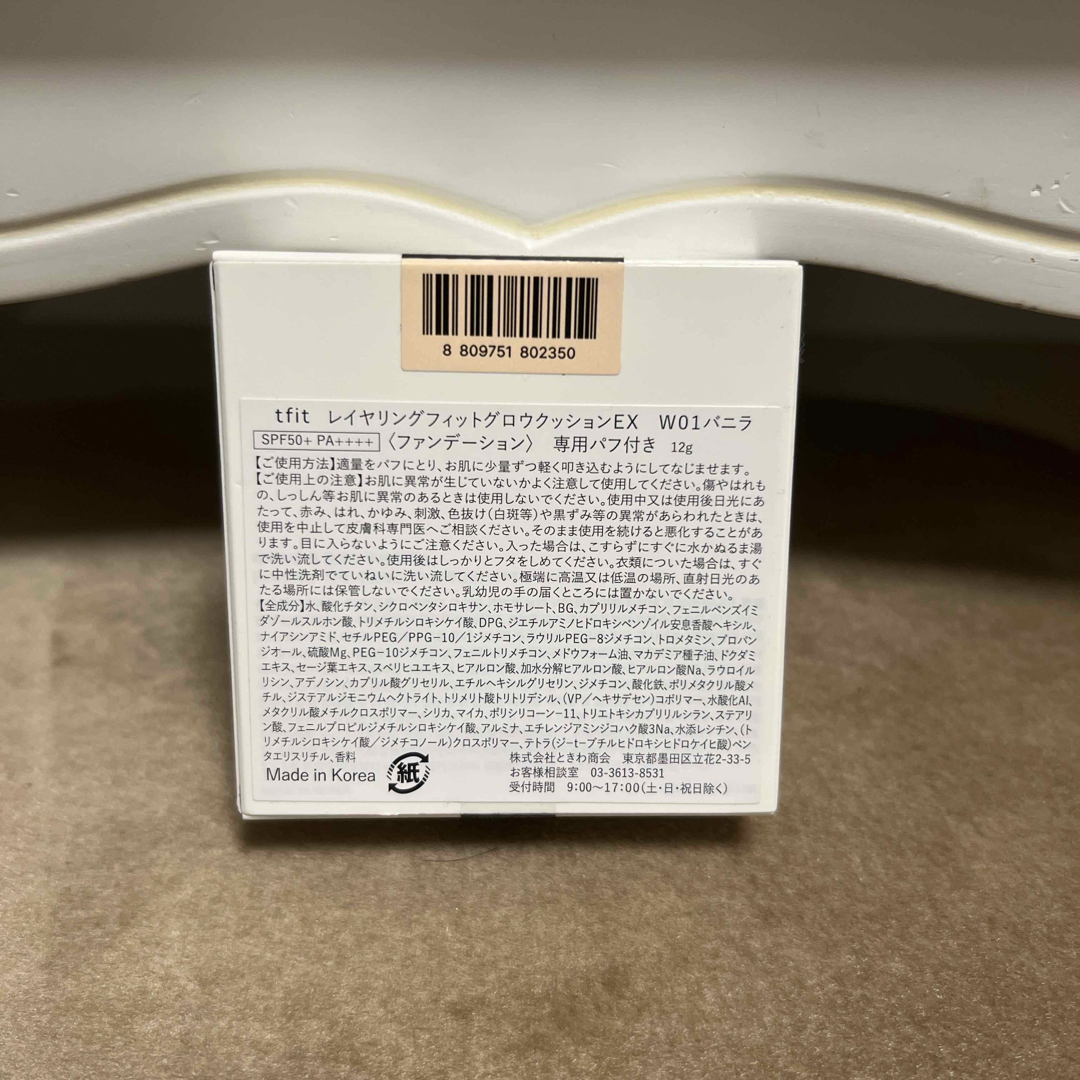 8 809751 802350
tfit レイヤリングフィットグロウクッションEX W01バニラ
SPF50+ PA++++ 〈ファンデーション〉 専用パフ付き 12g
【ご使用方法】適量をパフにとり、お肌に少量ずつ軽く叩き込むようにしてなじませます。
【ご使用上の注意】お肌に異常が生じていないかよく注意して使用してください。傷やはれも
の、しっしん等お肌に異常のあるときは使用しないでください。使用中又は使用後日光にあ
たって、赤み、はれ、かゆみ、刺激、色抜け(白斑等)や黒ずみ等の異常があらわれたときは、
使用を中止して皮膚科専門医へご相談ください。そのまま使用を続けると悪化することがあ
ります。目に入らないようにご注意ください。入った場合は、こすらずにすぐに水かぬるま湯
で洗い流してください。使用後はしっかりとフタをしめてください。衣類についた場合は、すぐ
に中性洗剤でていねいに洗い流してください。極端に高温又は低温の場所、直射日光のあ
たる場所には保管しないでください。乳幼児の手の届くところには置かないでください。
【全成分】水、酸化チタン、シクロペンタシロキサン、ホモサレート、BG、カプリリルメチコン、フェニルベンズイミ
ダゾールスルホン酸、トリメチルシロキシケイ酸、DPG、ジエチルアミノヒドロキシベンゾイル安息香酸ヘキシル、
ナイアシンアミド、セチルPEG/PPG-10/1ジメチコン、ラウリルPEG-8ジメチコン、トロメタミン、プロパン
ジオール、硫酸Mg、PEG-10ジメチコン、フェニルトリメチコン、メドウフォーム油、マカデミア種子油、ドクダミ
エキス、セージ葉エキス、スベリヒユエキス、ヒアルロン酸、加水分解ヒアルロン酸、ヒアルロン酸Na、ラウロイル
リシン、アデノシン、カプリル酸グリセリル、エチルヘキシルグリセリン、ジメチコン、酸化鉄、ポリメタクリル酸メ
チル、ジステアルジモニウムヘクトライト、トリメリト酸トリトリデシル、(VP/ヘキサデセン)コポリマー、水酸化Al、
メタクリル酸メチルクロスポリマー、シリカ、マイカ、ポリシリコーン-11、トリエトキシカプリリルシラン、ステアリ
ン酸、フェニルプロピルジメチルシロキシケイ酸、アルミナ、エチレンジアミンジコハク酸3Na、水添レシチン、(ト
リメチルシロキシケイ酸/ジメチコノール)クロスポリマー、テトラ(ジ-t-ブチルヒドロキシヒドロケイヒ酸)ペン
タエリスリチル、香料
株式会社ときわ商会 東京都墨田区立花2-33-5
Made in Korea 紙 お客様相談室 03-3613-8531
受付時間 9:00〜17:00(土・日・祝日除く)